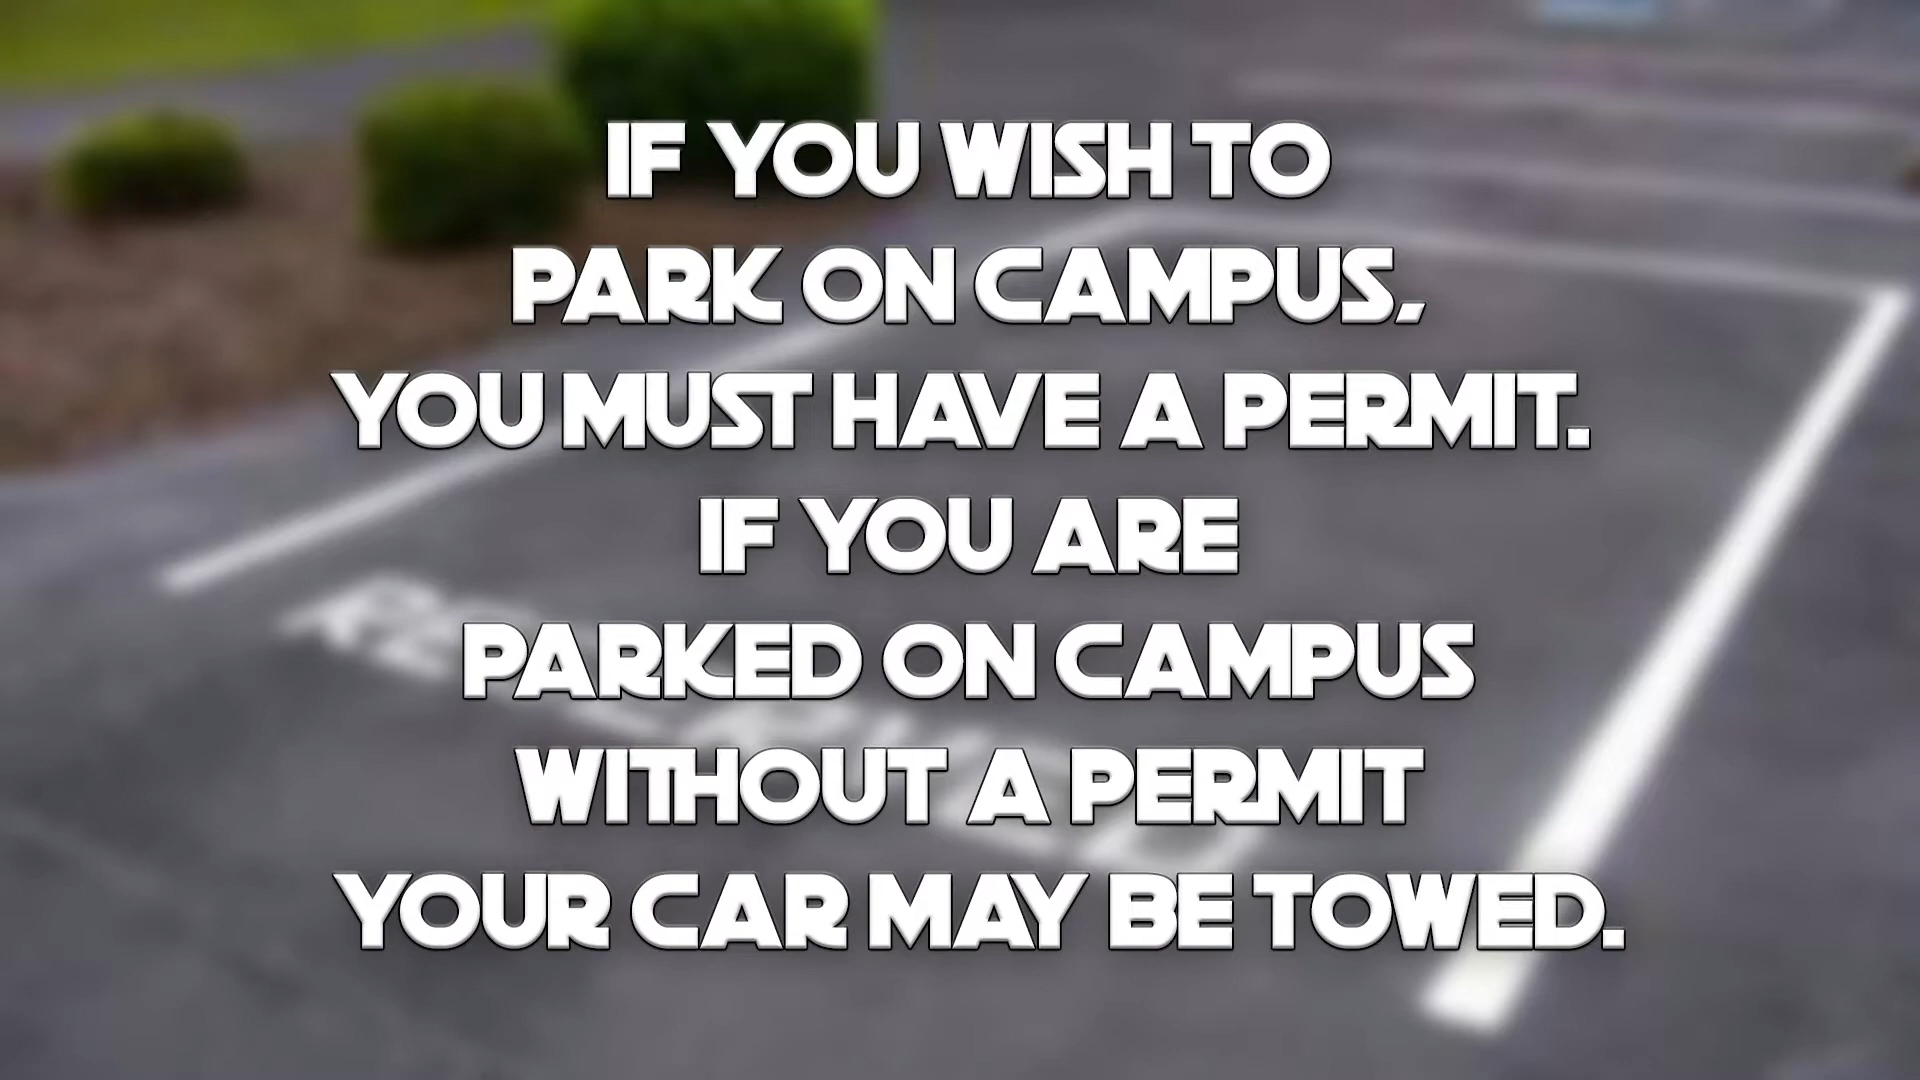 IF YOU WISH TO
PARK ON CAMPUS,
YOU MUST HAVE A PERMIT.
IF YOU ARE
PARKED ON CAMPUS
WITHOUT A PERMIT
YOUR CAR MAY BE TOWED.